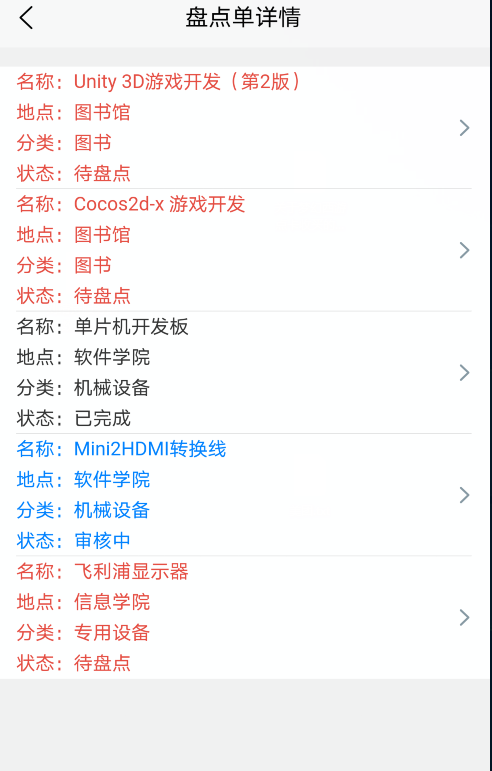 盘点单详情
名称：Unity 3D游戏开发（第2版）
地点：图书馆
分类：图书
状态：待盘点
名称：Cocos2d-x 游戏开发
地点：图书馆
分类：图书
状态：待盘点
名称：单片机开发板
地点：软件学院
分类：机械设备
状态：已完成
名称：Mini2HDMI转换线
地点：软件学院
分类：机械设备
状态：审核中
名称：飞利浦显示器
地点：信息学院
分类：专用设备
状态：待盘点